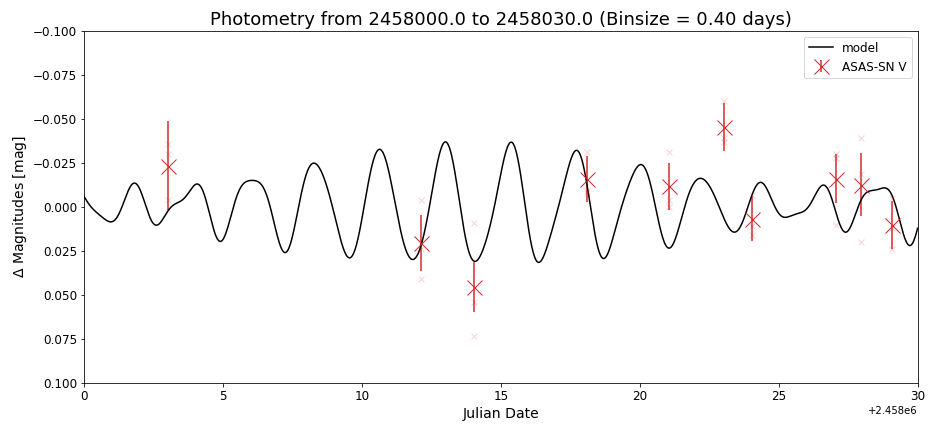 Photometry from 2458000.0 to 2458030.0 (Binsize = 0.40 days)
−0.100
−0.075
−0.050
−0.025
0.000
0.025
0.050
0.075
0.100
Δ Magnitudes [mag]
model
ASAS-SN V
0 5 10 15 20 25 30
+2.458e6
Julian Date